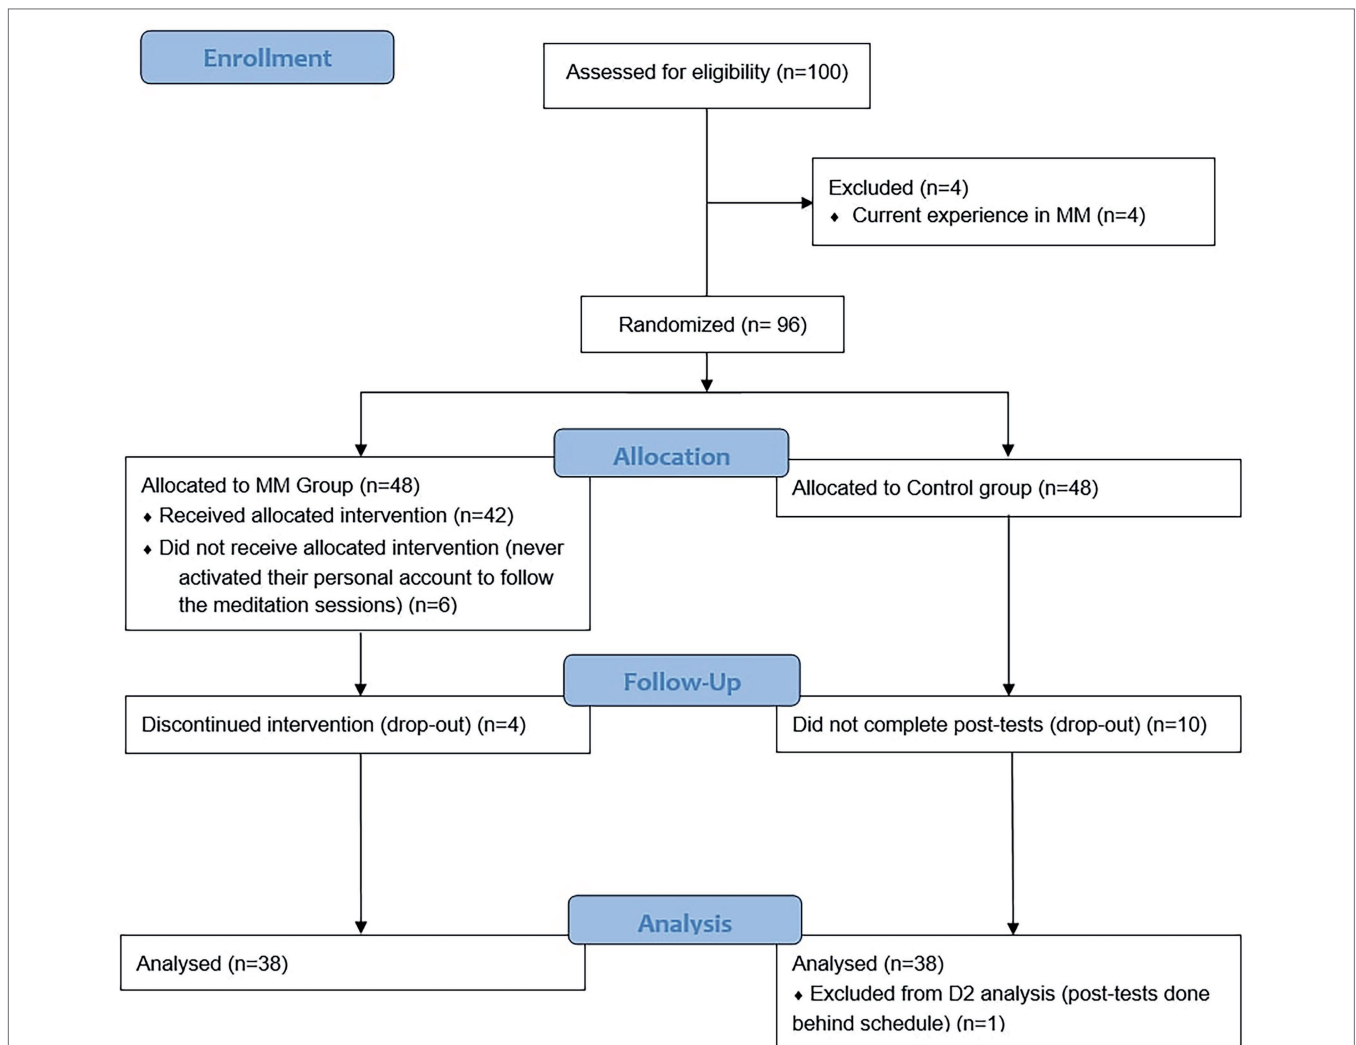 Enrollment
Assessed for eligibility (n=100)
Excluded (n=4)
♦ Current experience in MM (n=4)
Randomized (n= 96)
Allocation
Allocated to MM Group (n=48)
♦ Received allocated intervention (n=42)
♦ Did not receive allocated intervention (never
activated their personal account to follow
the meditation sessions) (n=6)
Allocated to Control group (n=48)
Follow-Up
Discontinued intervention (drop-out) (n=4)
Did not complete post-tests (drop-out) (n=10)
Analysis
Analysed (n=38)
Analysed (n=38)
♦ Excluded from D2 analysis (post-tests done
behind schedule) (n=1)